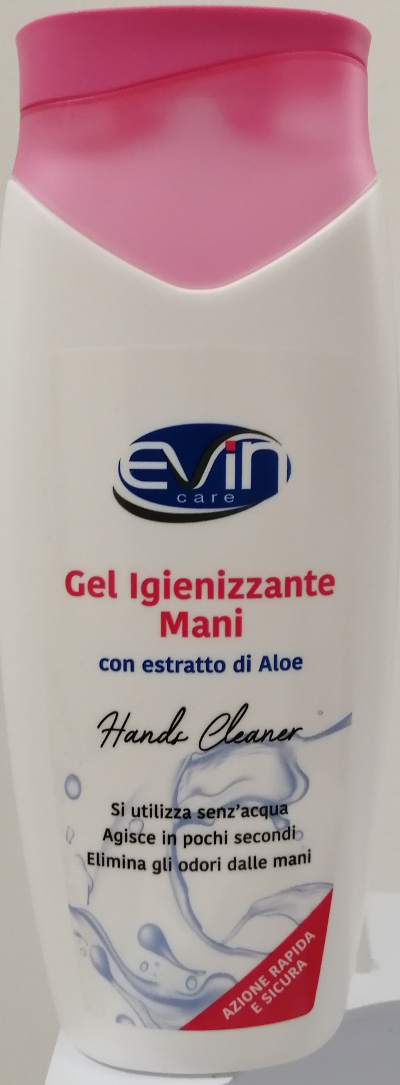 evin
care
Gel Igienizzante
Mani
con estratto di Aloe
Hands Cleaner
Si utilizza senz'acqua
Agisce in pochi secondi
Elimina gli odori dalle mani
AZIONE RAPIDA
E SICURA